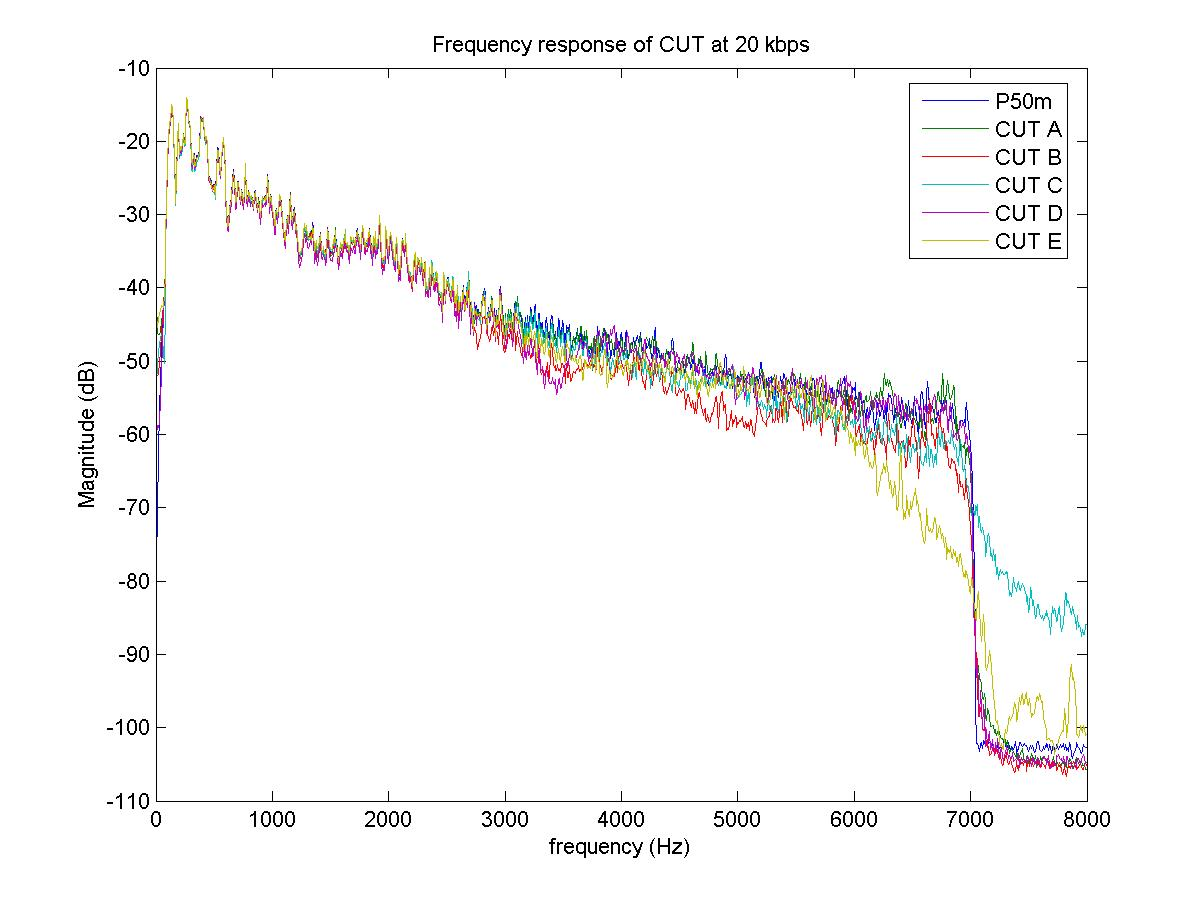 Frequency response of CUT at 20 kbps
-10
-20
-30
-40
-50
-60
-70
-80
-90
-100
-110
Magnitude (dB)
P50m
CUT A
CUT B
CUT C
CUT D
CUT E
0 1000 2000 3000 4000 5000 6000 7000 8000
frequency (Hz)